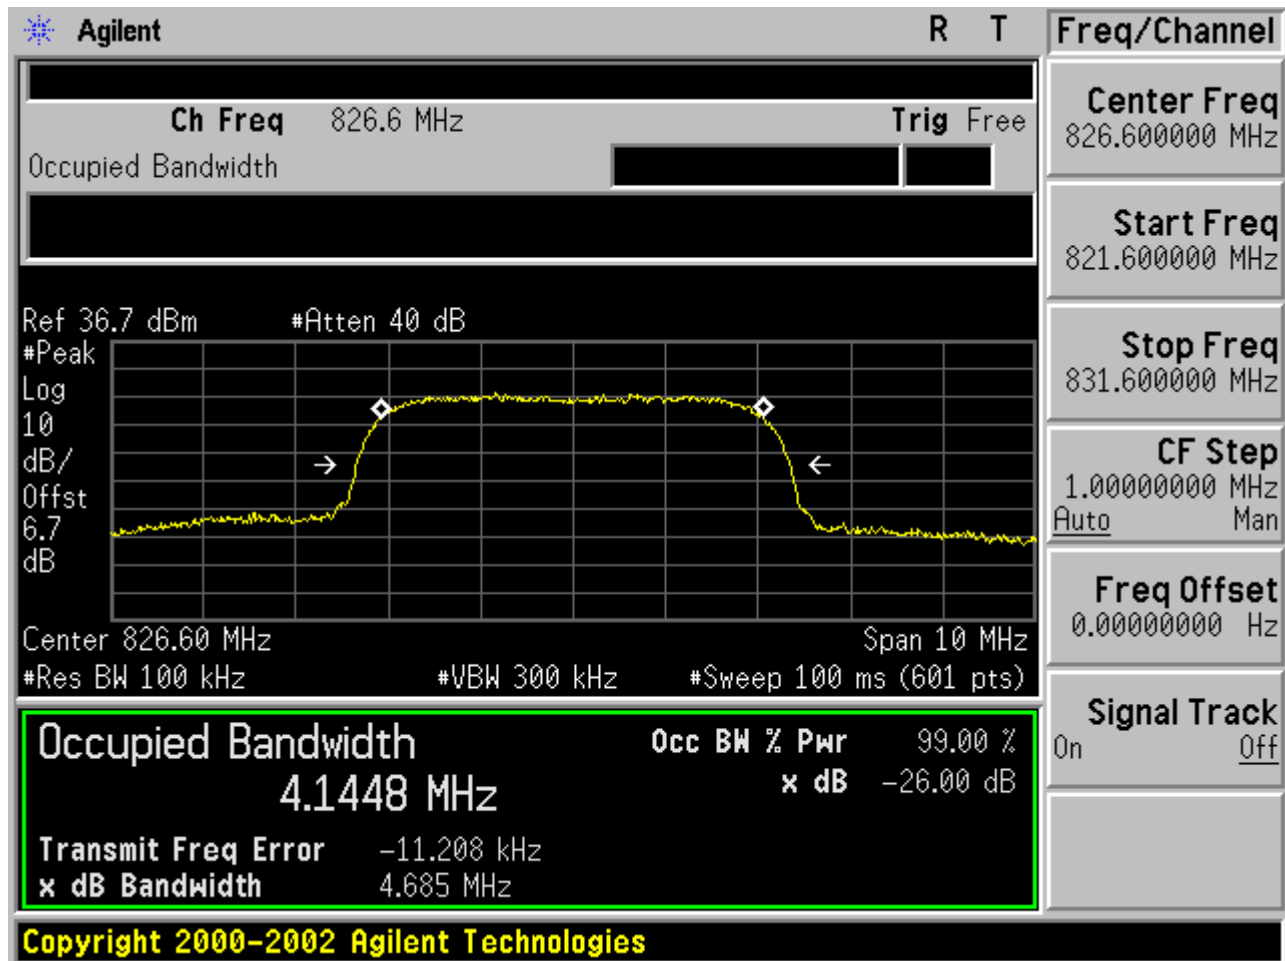 Agilent R T
Freq/Channel
Ch Freq 826.6 MHz Trig Free
Occupied Bandwidth
Center Freq
826.600000 MHz
Start Freq
821.600000 MHz
Stop Freq
831.600000 MHz
CF Step
1.00000000 MHz
Auto Man
Freq Offset
0.00000000 Hz
Signal Track
On Off
Ref 36.7 dBm #Atten 40 dB
#Peak
Log
10
dB/
Offst
6.7
dB
Center 826.60 MHz Span 10 MHz
#Res BW 100 kHz #VBW 300 kHz #Sweep 100 ms (601 pts)
Occupied Bandwidth
4.1448 MHz
Occ BW % Pwr 99.00 %
x dB -26.00 dB
Transmit Freq Error -11.208 kHz
x dB Bandwidth 4.685 MHz
Copyright 2000-2002 Agilent Technologies